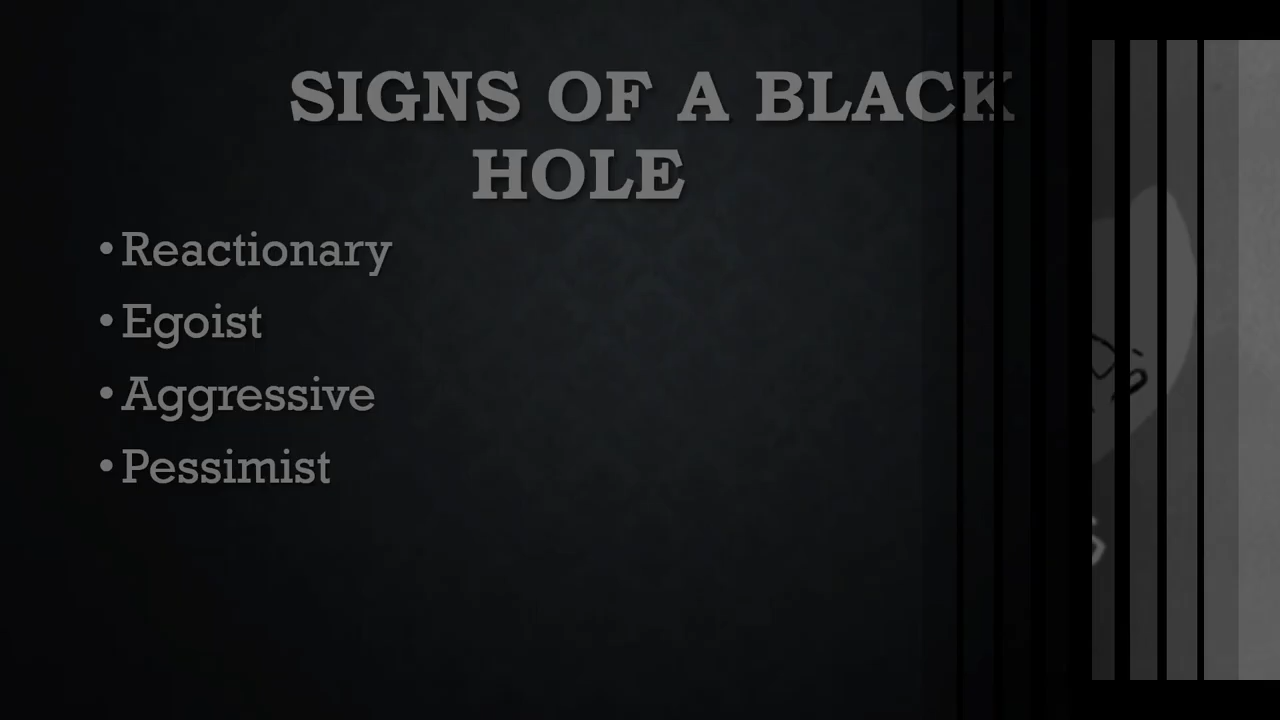 SIGNS OF A BLACK
HOLE
• Reactionary
• Egoist
• Aggressive
• Pessimist